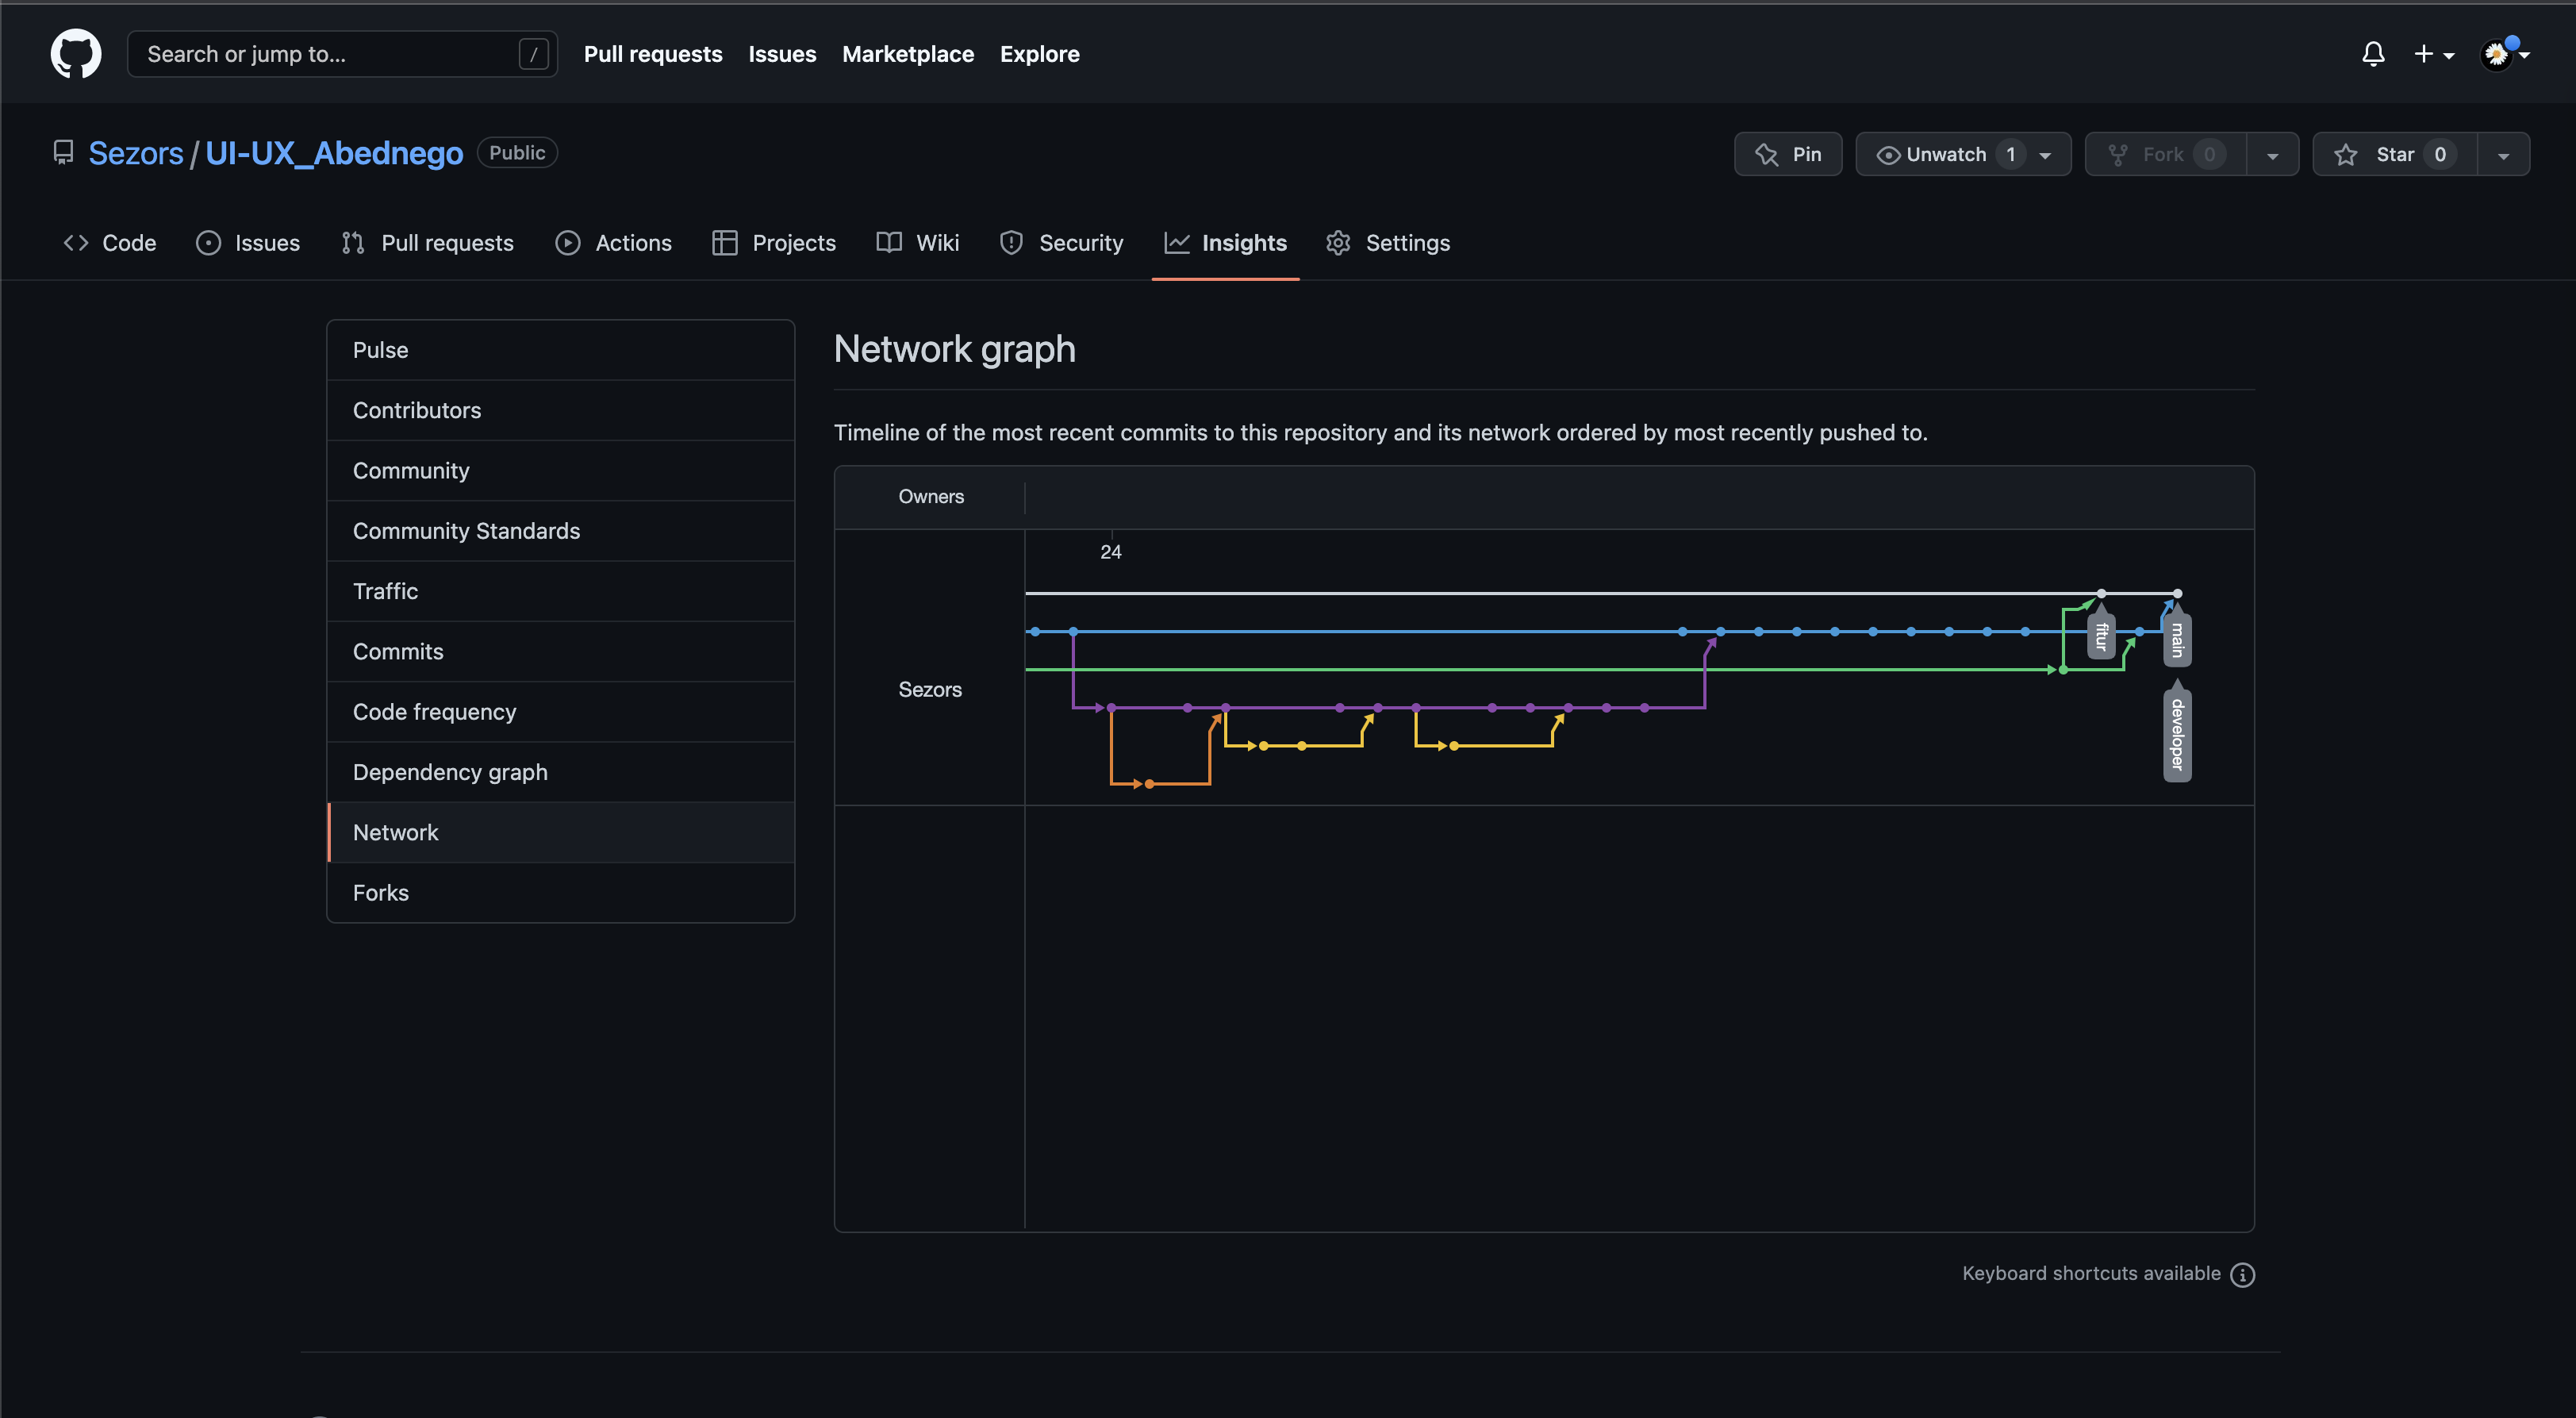 Search or jump to... /
Pull requests
Issues
Marketplace
Explore
Sezors / UI-UX_Abednego
Public
Pin
Unwatch 1
Fork 0
Star 0
Code
Issues
Pull requests
Actions
Projects
Wiki
Security
Insights
Settings
Pulse
Contributors
Community
Community Standards
Traffic
Commits
Code frequency
Dependency graph
Network
Forks
Network graph
Timeline of the most recent commits to this repository and its network ordered by most recently pushed to.
Owners
24
Sezors
fitur
main
developer
Keyboard shortcuts available